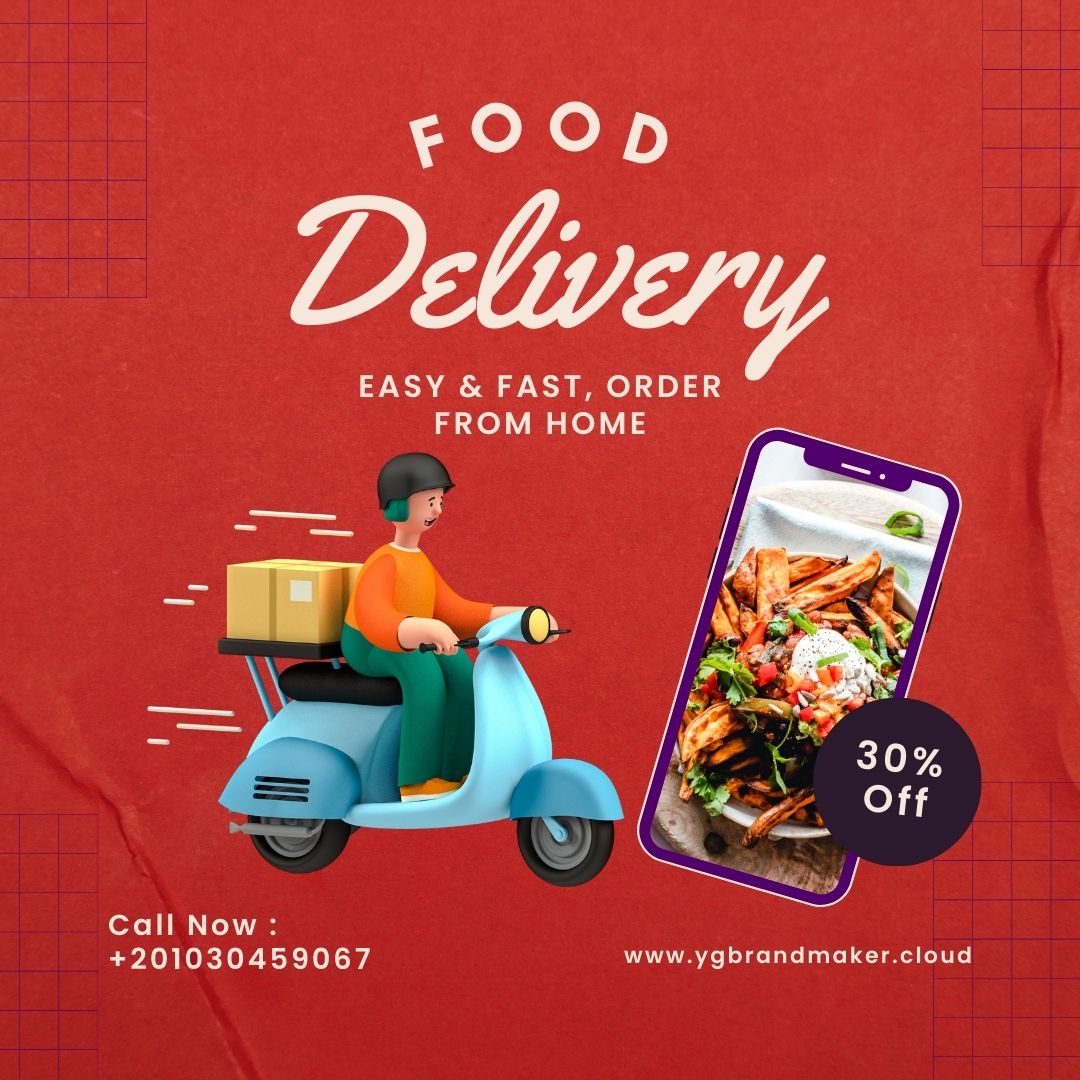 FOOD
Delivery
EASY & FAST, ORDER
FROM HOME
30%
Off
Call Now :
+201030459067
www.ygbrandmaker.cloud